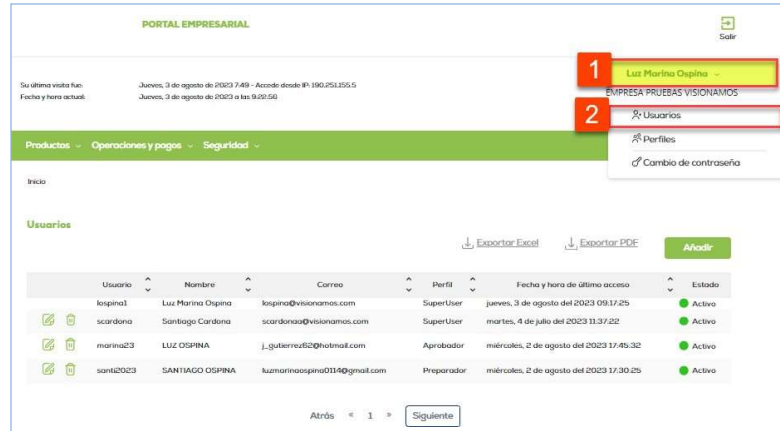 PORTAL EMPRESARIAL
Salir
1
Luz Marina Ospina
Su última visita fue: Jueves, 3 de agosto de 2023 7:49 - Accede desde IP: 190.251.155.5
Fecha y hora actual: Jueves, 3 de agosto de 2023 a las 9:22:56
EMPRESA PRUEBAS VISIONAMOS
2
Usuarios
Perfiles
Cambio de contraseña
Productos Operaciones y pagos Seguridad
Inicio
Usuarios
Exportar Excel Exportar PDF Añadir
Usuario Nombre Correo Perfil Fecha y hora de último acceso Estado
lospina1 Luz Marina Ospina lospina@visionamos.com SuperUser jueves, 3 de agosto del 2023 09:17:25 Activo
scardona Santiago Cardona scardonaa@visionamos.com SuperUser martes, 4 de julio del 2023 11:37:22 Activo
marina23 LUZ OSPINA j_gutierrez62@hotmail.com Aprobador miércoles, 2 de agosto del 2023 17:45:32 Activo
santi2023 SANTIAGO OSPINA luzmarinaospina0114@gmail.com Preparador miércoles, 2 de agosto del 2023 17:30:25 Activo
Atrás « 1 » Siguiente